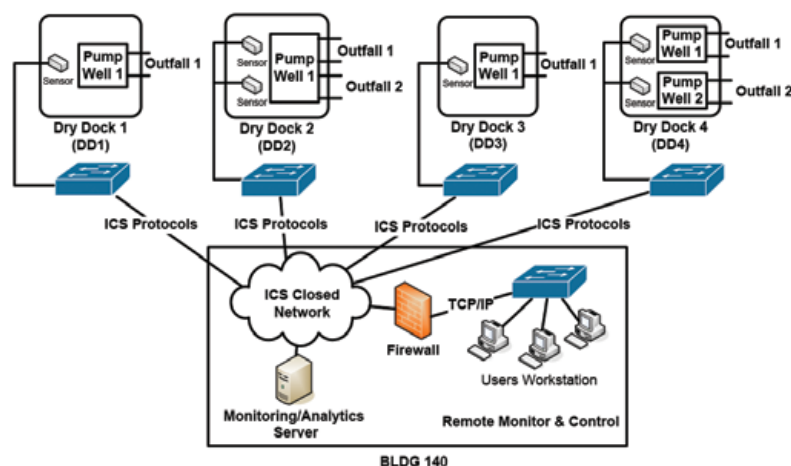 Pump
Well 1
Outfall 1
Sensor
Dry Dock 1
(DD1)
Sensor
Pump
Well 1
Outfall 1
Outfall 2
Sensor
Dry Dock 2
(DD2)
Pump
Well 1
Outfall 1
Sensor
Dry Dock 3
(DD3)
Pump
Well 1
Outfall 1
Sensor
Pump
Well 2
Outfall 2
Sensor
Dry Dock 4
(DD4)
ICS Protocols
ICS Protocols
ICS Protocols
ICS Protocols
ICS Closed
Network
TCP/IP
Firewall
Users Workstation
Monitoring/Analytics
Server
Remote Monitor & Control
BLDG 140